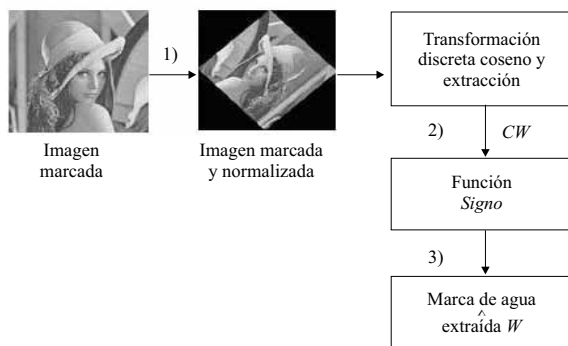 1)
Imagen
marcada
Imagen marcada
y normalizada
Transformación
discreta coseno y
extracción
2)
CW
Función
Signo
3)
Marca de agua
extraída Ŵ